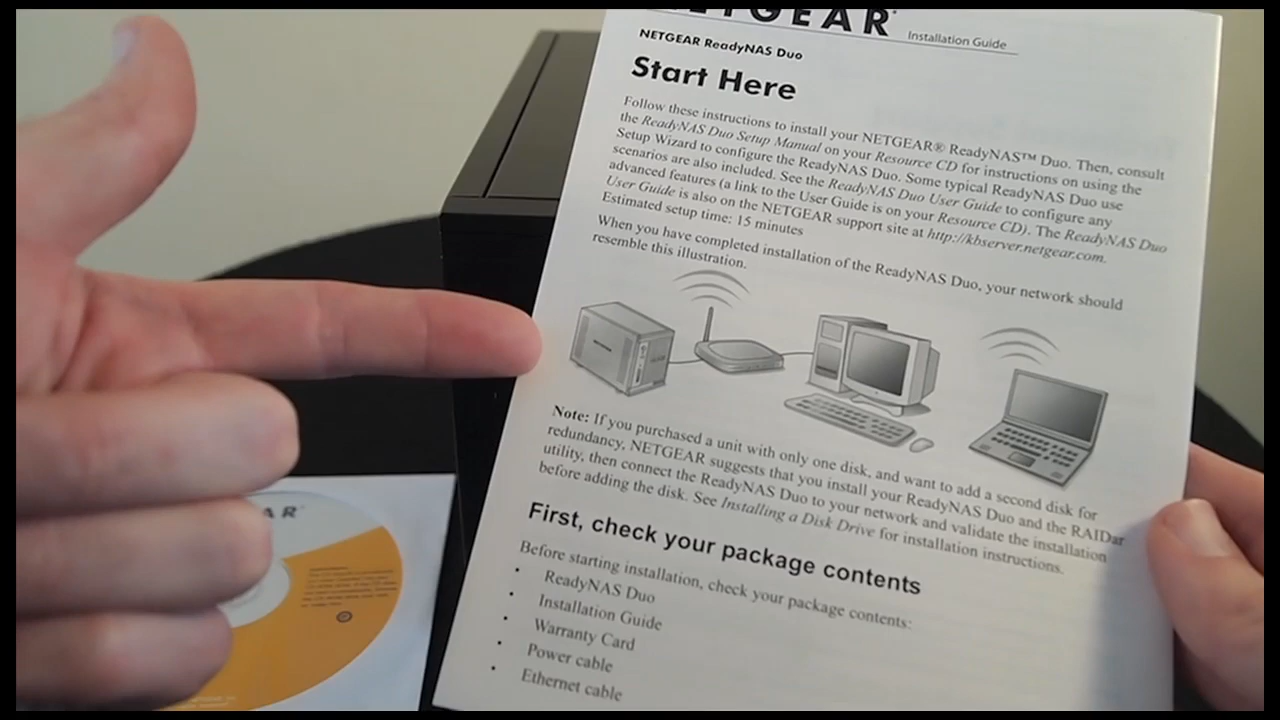 NETGEAR
Installation Guide
NETGEAR ReadyNAS Duo
Start Here
Follow these instructions to install your NETGEAR® ReadyNAS™ Duo. Then, consult
the ReadyNAS Duo Setup Manual on your Resource CD for instructions on using the
Setup Wizard to configure the ReadyNAS Duo. Some typical ReadyNAS Duo use
scenarios are also included. See the ReadyNAS Duo User Guide to configure any
advanced features (a link to the User Guide is on your Resource CD). The ReadyNAS Duo
User Guide is also on the NETGEAR support site at http://kbserver.netgear.com.
Estimated setup time: 15 minutes
When you have completed installation of the ReadyNAS Duo, your network should
resemble this illustration.
Note: If you purchased a unit with only one disk, and want to add a second disk for
redundancy, NETGEAR suggests that you install your ReadyNAS Duo and the RAIDar
utility, then connect the ReadyNAS Duo to your network and validate the installation
before adding the disk. See Installing a Disk Drive for installation instructions.
First, check your package contents
Before starting installation, check your package contents:
• ReadyNAS Duo
• Installation Guide
• Warranty Card
• Power cable
• Ethernet cable
AR